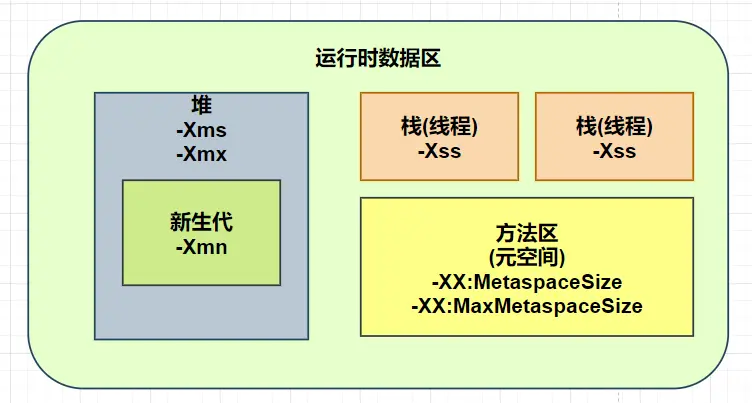 运行时数据区
堆
-Xms
-Xmx
新生代
-Xmn
栈(线程)
-Xss
栈(线程)
-Xss
方法区
(元空间)
-XX:MetaspaceSize
-XX:MaxMetaspaceSize